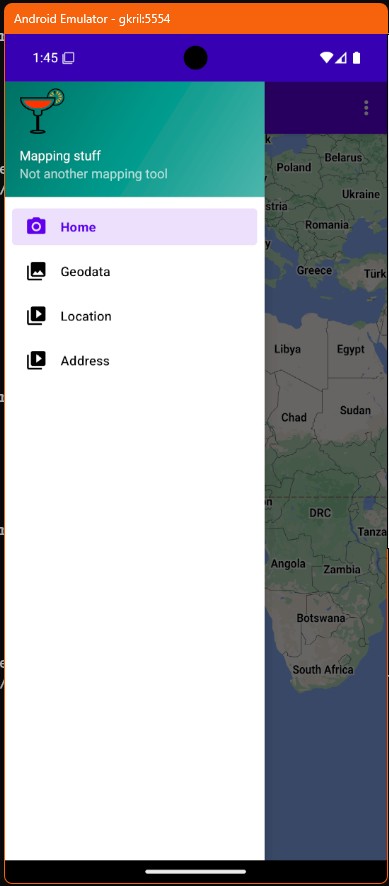 Android Emulator - gkril:5554
1:45
Mapping stuff
Not another mapping tool
Home
Geodata
Location
Address
Belarus
Poland
Ukraine
stria
Romania
y
Greece
Türk
Libya
Egypt
Chad
Sudan
DRC
Tanza
Angola
Zambia
Botswana
South Africa